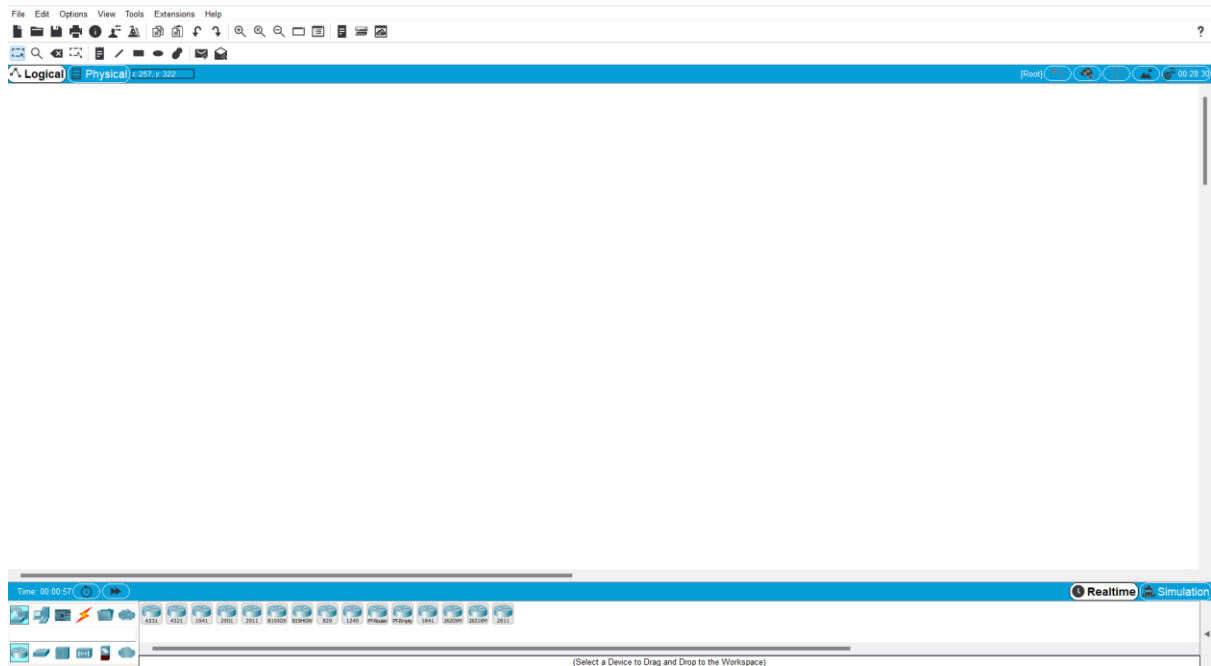 File Edit Options View Tools Extensions Help
?
Logical Physical x: 257, y: 322 [Root] 00:28:30
Time: 00:00:57 Realtime Simulation
4331 4321 1941 2901 2911 819IOX 819HGW 829 1240 PT-Router PT-Empty 1841 2620XM 2621XM 2811
(Select a Device to Drag and Drop to the Workspace)